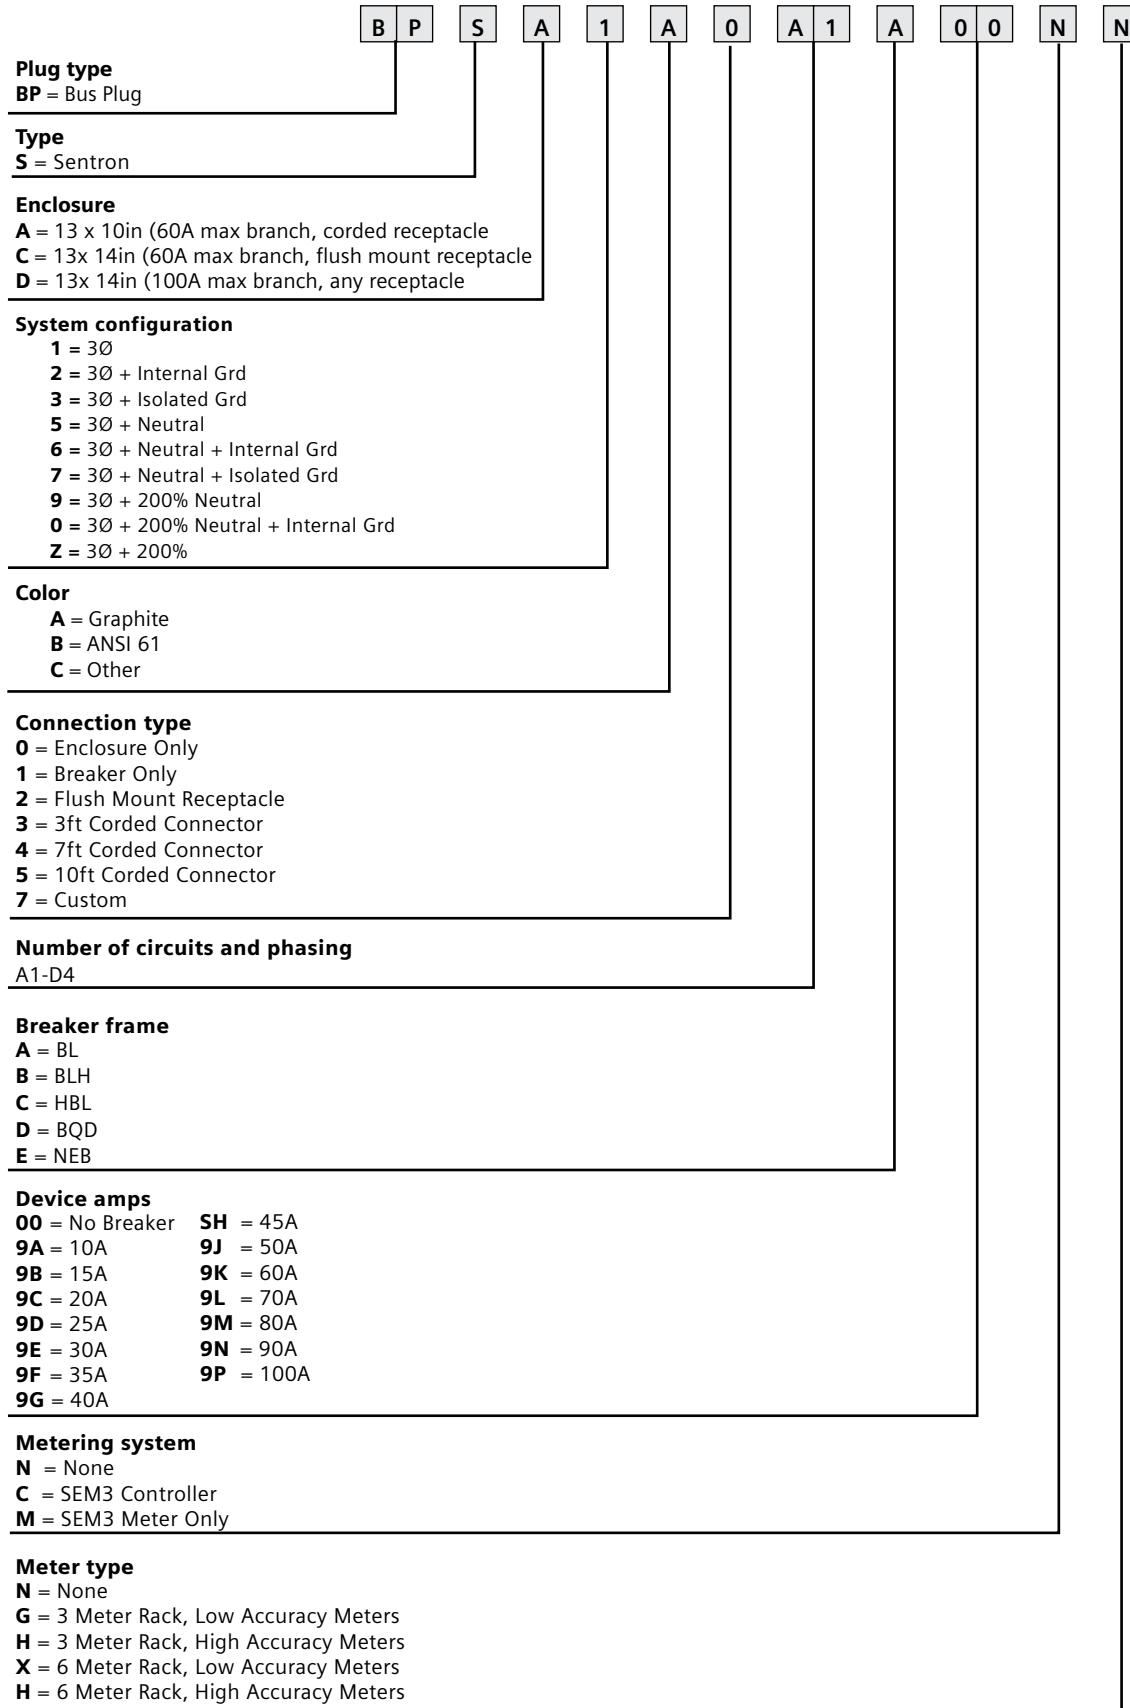 B P S A 1 A 0 A 1 A 0 0 N N
Plug type
BP = Bus Plug
Type
S = Sentron
Enclosure
A = 13 x 10in (60A max branch, corded receptacle
C = 13x 14in (60A max branch, flush mount receptacle
D = 13x 14in (100A max branch, any receptacle
System configuration
1 = 3Ø
2 = 3Ø + Internal Grd
3 = 3Ø + Isolated Grd
5 = 3Ø + Neutral
6 = 3Ø + Neutral + Internal Grd
7 = 3Ø + Neutral + Isolated Grd
9 = 3Ø + 200% Neutral
0 = 3Ø + 200% Neutral + Internal Grd
Z = 3Ø + 200%
Color
A = Graphite
B = ANSI 61
C = Other
Connection type
0 = Enclosure Only
1 = Breaker Only
2 = Flush Mount Receptacle
3 = 3ft Corded Connector
4 = 7ft Corded Connector
5 = 10ft Corded Connector
7 = Custom
Number of circuits and phasing
A1-D4
Breaker frame
A = BL
B = BLH
C = HBL
D = BQD
E = NEB
Device amps
00 = No Breaker SH = 45A
9A = 10A 9J = 50A
9B = 15A 9K = 60A
9C = 20A 9L = 70A
9D = 25A 9M = 80A
9E = 30A 9N = 90A
9F = 35A 9P = 100A
9G = 40A
Metering system
N = None
C = SEM3 Controller
M = SEM3 Meter Only
Meter type
N = None
G = 3 Meter Rack, Low Accuracy Meters
H = 3 Meter Rack, High Accuracy Meters
X = 6 Meter Rack, Low Accuracy Meters
H = 6 Meter Rack, High Accuracy Meters